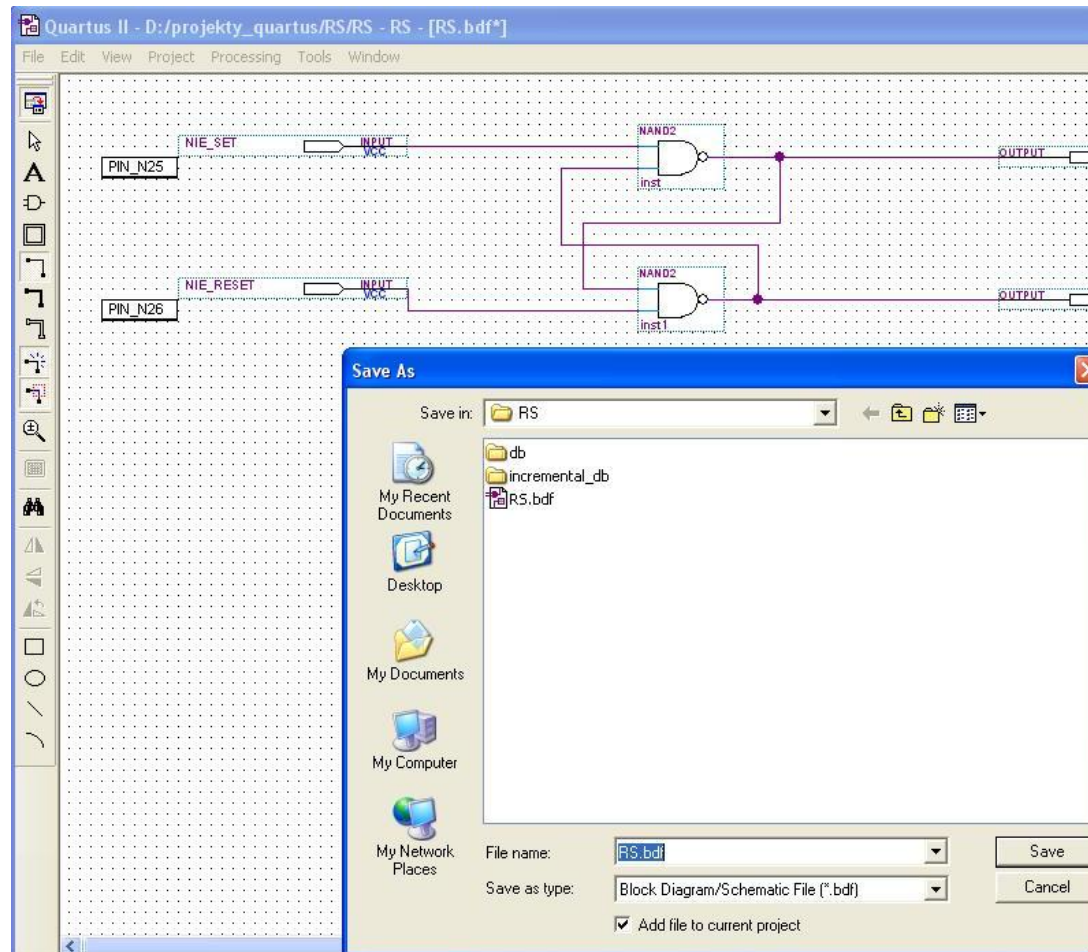 Quartus II - D:/projekty_quartus/RS/RS - RS - [RS.bdf*]
File Edit View Project Processing Tools Window
NIE_SET
INPUT
VCC
PIN_N25
NAND2
inst
OUTPUT
NIE_RESET
INPUT
VCC
PIN_N26
NAND2
inst1
OUTPUT
Save As
Save in: RS
db
incremental_db
RS.bdf
My Recent
Documents
Desktop
My Documents
My Computer
My Network
Places
File name: RS.bdf Save
Save as type: Block Diagram/Schematic File (*.bdf) Cancel
Add file to current project